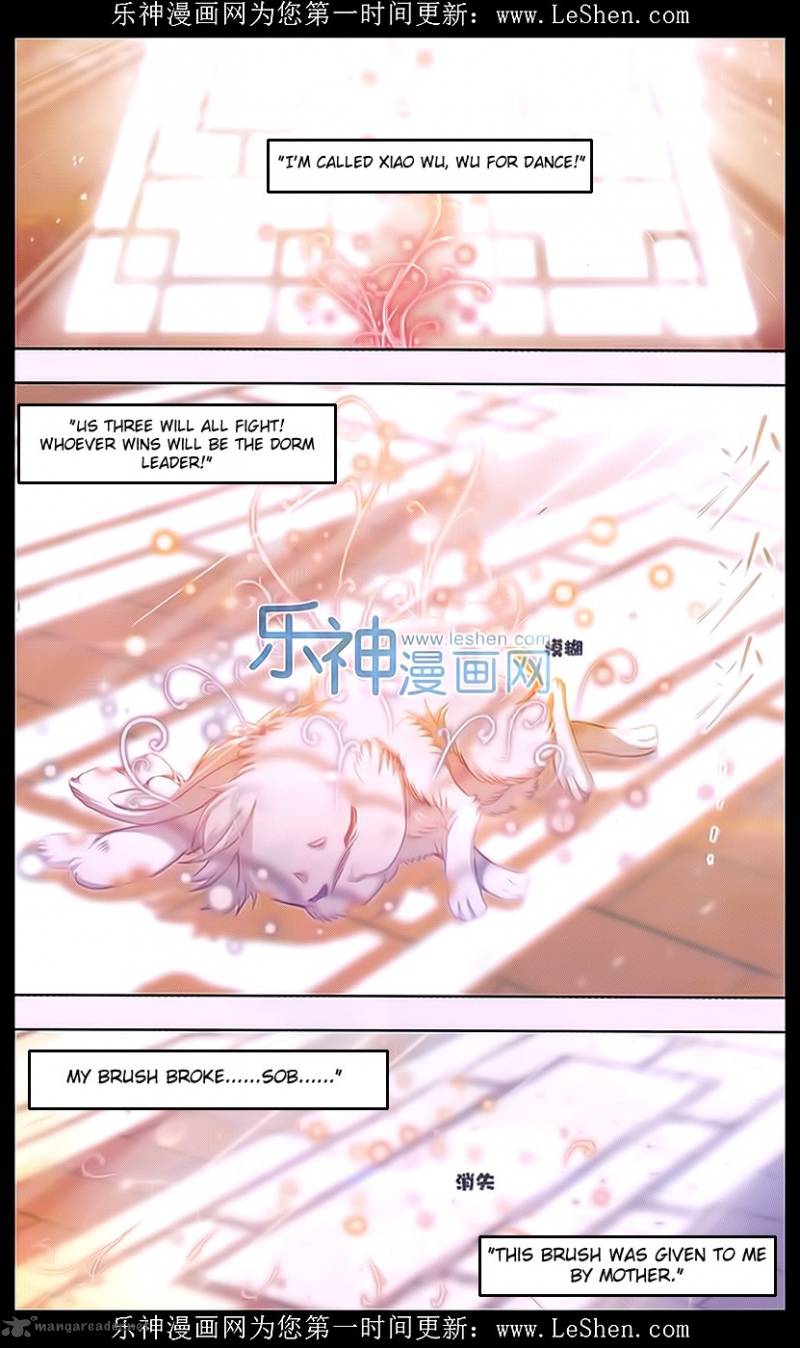 乐神漫画网为您第一时间更新：www.LeShen.com
"I'M CALLED XIAO WU, WU FOR DANCE!"
"US THREE WILL ALL FIGHT!
WHOEVER WINS WILL BE THE DORM
LEADER!"
乐神漫画网
www.leshen.com
模糊
MY BRUSH BROKE......SOB......"
消失
"THIS BRUSH WAS GIVEN TO ME
BY MOTHER."
mangareader.net
乐神漫画网为您第一时间更新：www.LeShen.com